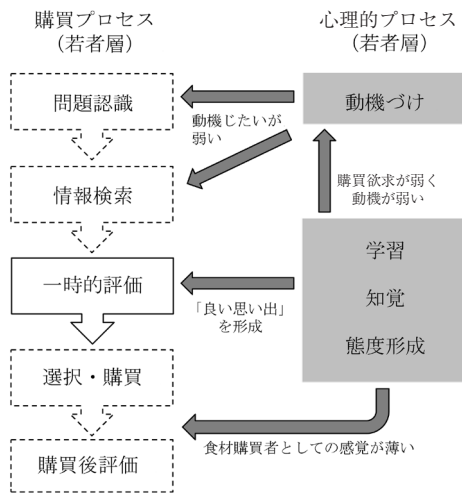 購買プロセス
（若者層）
心理的プロセス
（若者層）
問題認識
動機づけ
動機じたいが
弱い
情報検索
購買欲求が弱く
動機が弱い
一時的評価
「良い思い出」
を形成
学習
知覚
態度形成
選択・購買
食材購買者としての感覚が薄い
購買後評価